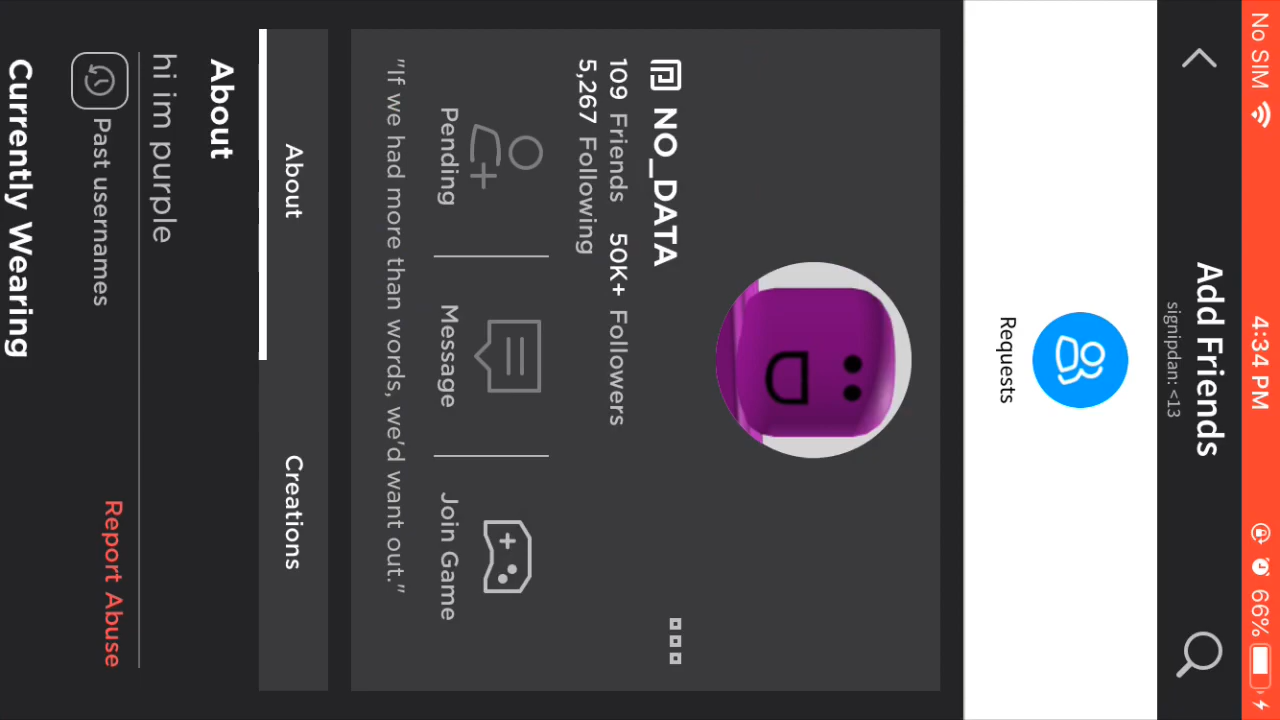 No SIM 4:34 PM 66%
Add Friends
signipdan: <13
Requests
NO_DATA
109 Friends 50K+ Followers
5,267 Following
Pending Message Join Game
"If we had more than words, we'd want out."
About Creations
About
hi im purple
Past usernames Report Abuse
Currently Wearing